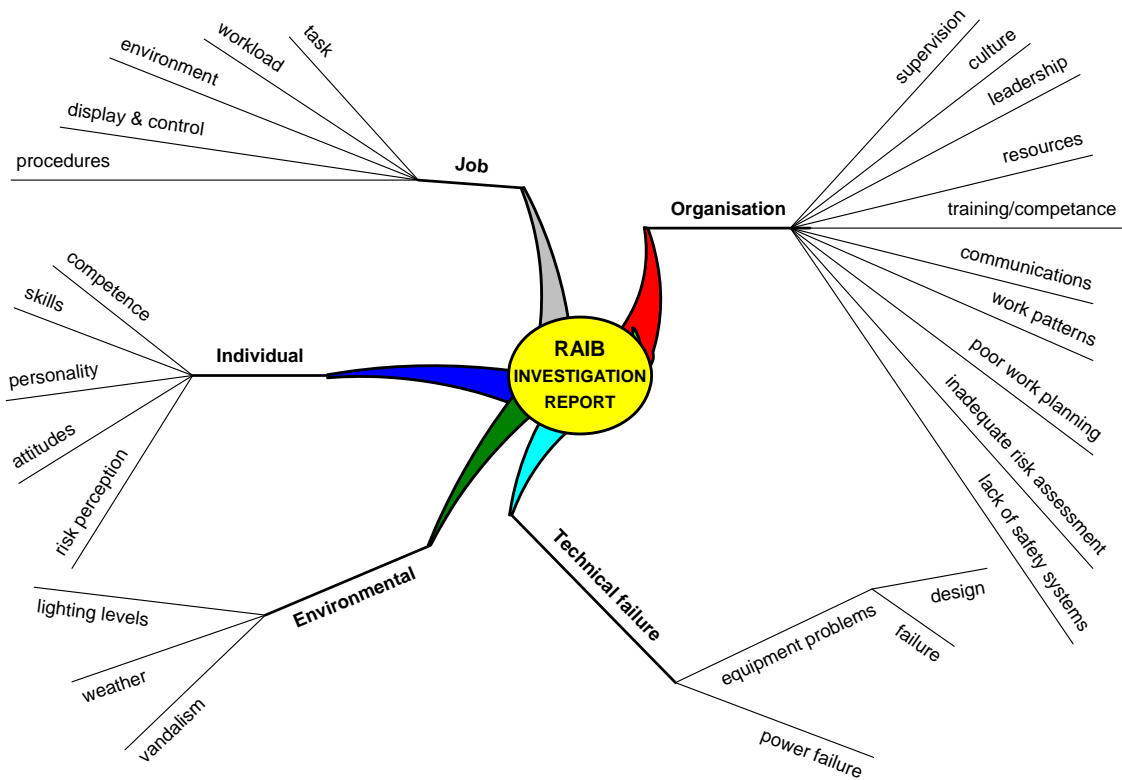 task
workload
environment
display & control
procedures
Job
supervision
culture
leadership
resources
training/competance
communications
work patterns
poor work planning
inadequate risk assessment
lack of safety systems
Organisation
RAIB
INVESTIGATION
REPORT
competence
skills
personality
attitudes
risk perception
Individual
Environmental
lighting levels
weather
vandalism
Technical failure
equipment problems
design
failure
power failure